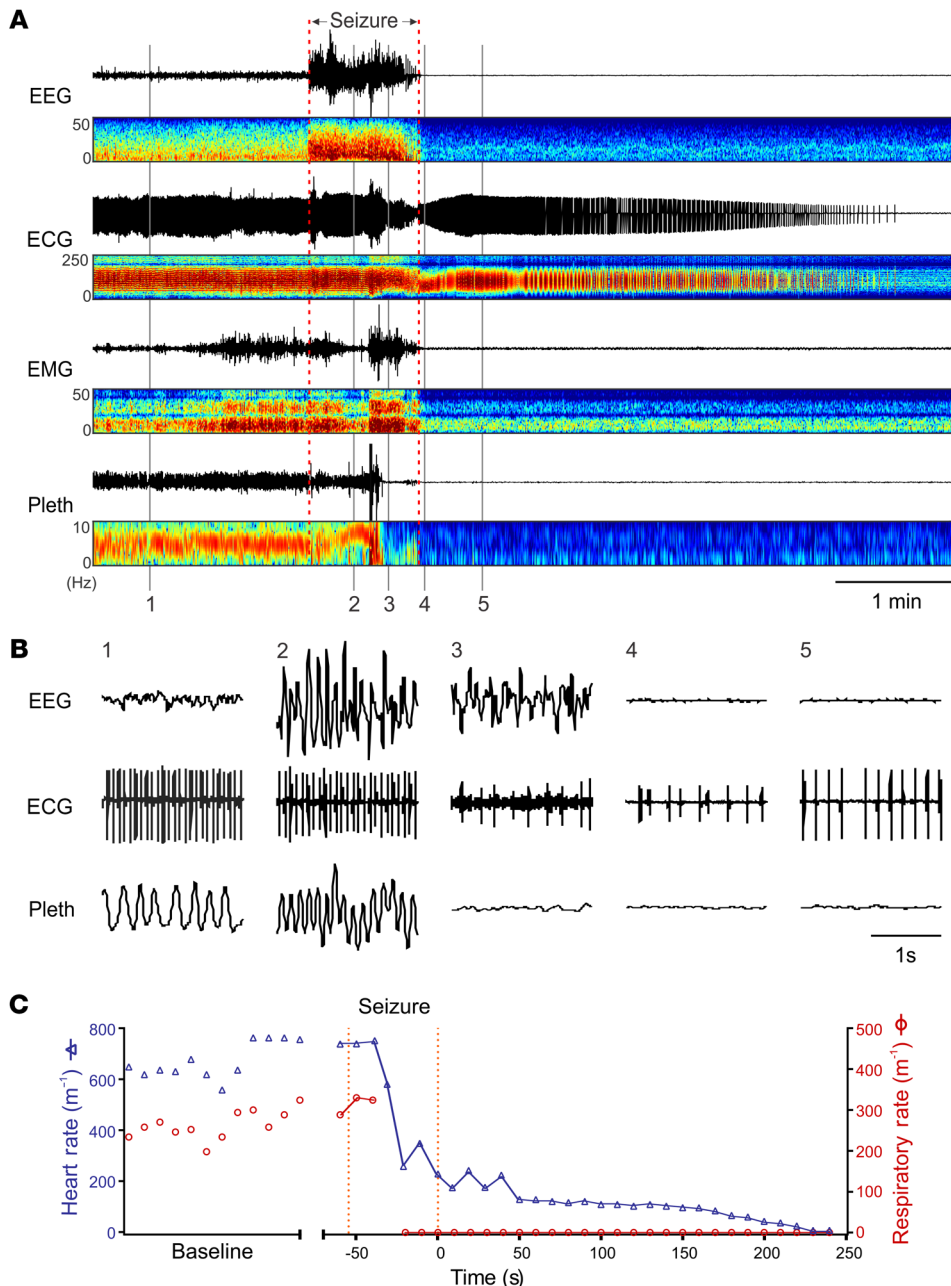 A
Seizure
EEG
50
0
ECG
250
0
EMG
50
0
Pleth
10
0
(Hz)
1 2 3 4 5
1 min
B
1 2 3 4 5
EEG
ECG
Pleth
1s
C
Seizure
Heart rate (m⁻¹)
800
600
400
200
0
Respiratory rate (m⁻¹)
500
400
300
200
100
0
Baseline
-50 0 50 100 150 200 250
Time (s)